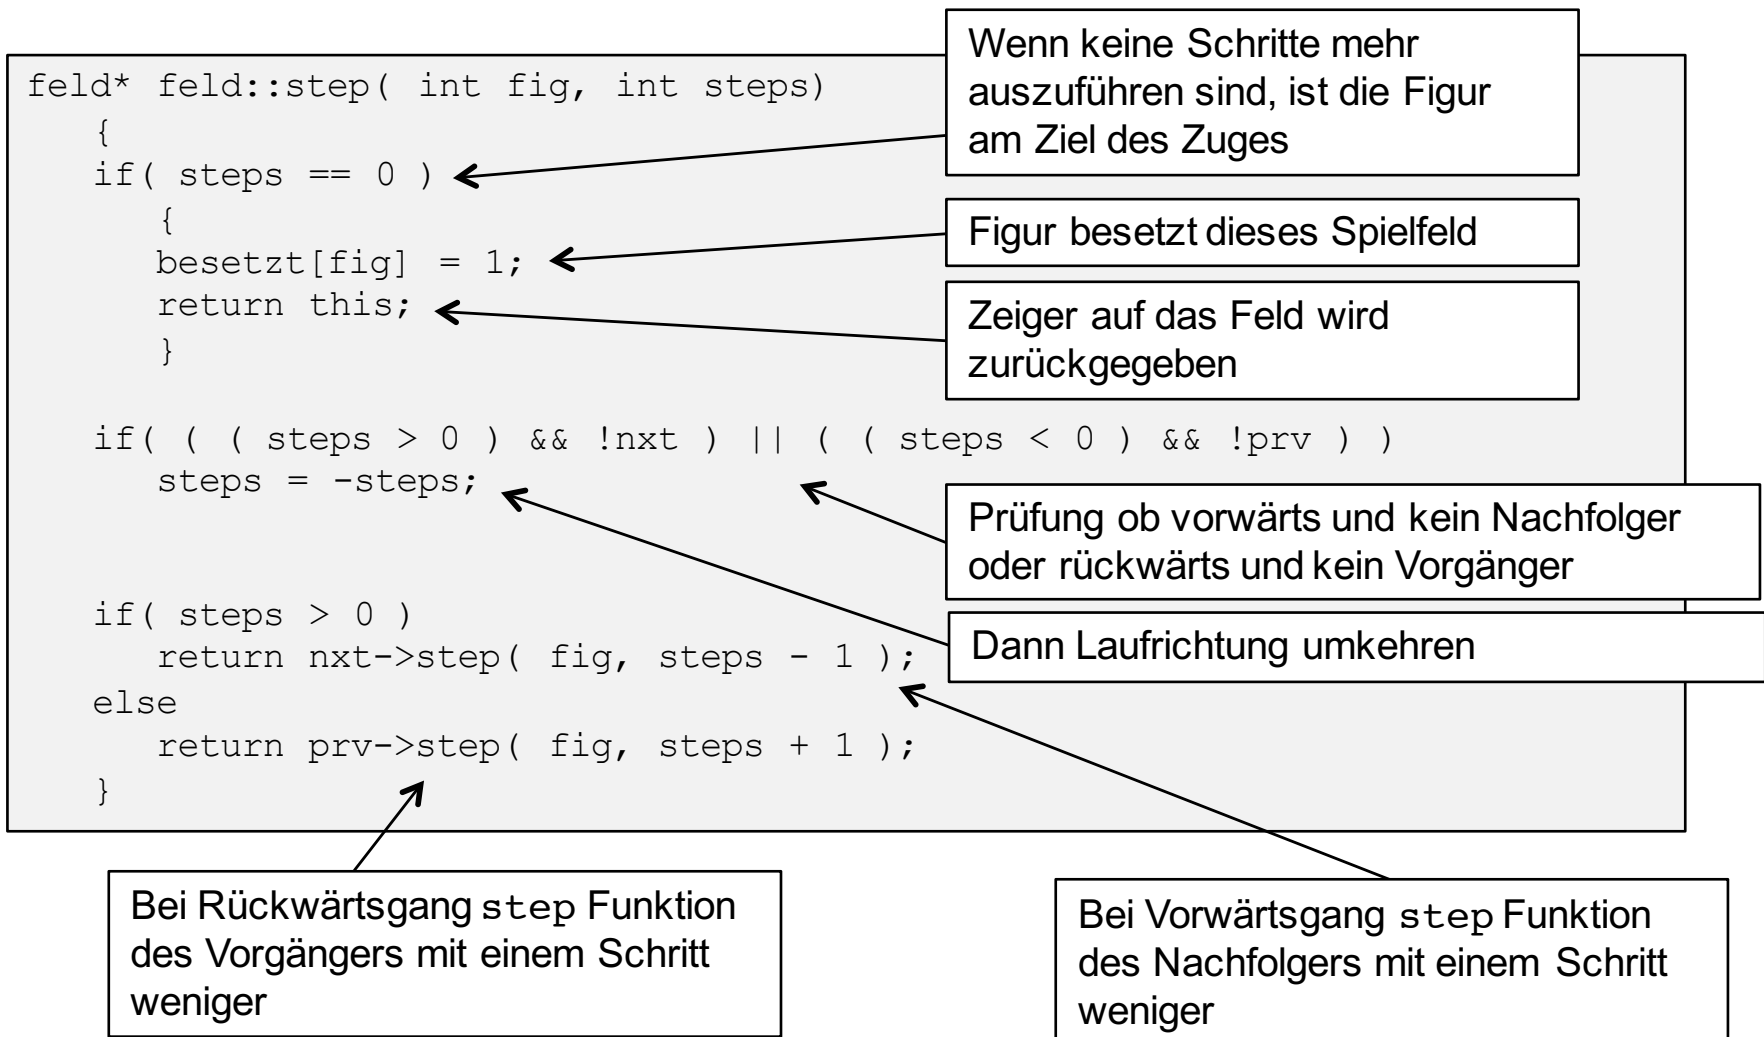 feld* feld::step( int fig, int steps)
{
if( steps == 0 )
{
besetzt[fig] = 1;
return this;
}
if( ( ( steps > 0 ) && !nxt ) || ( ( steps < 0 ) && !prv ) )
steps = -steps;
if( steps > 0 )
return nxt->step( fig, steps - 1 );
else
return prv->step( fig, steps + 1 );
}
Wenn keine Schritte mehr
auszuführen sind, ist die Figur
am Ziel des Zuges
Figur besetzt dieses Spielfeld
Zeiger auf das Feld wird
zurückgegeben
Prüfung ob vorwärts und kein Nachfolger
oder rückwärts und kein Vorgänger
Dann Laufrichtung umkehren
Bei Rückwärtsgang step Funktion
des Vorgängers mit einem Schritt
weniger
Bei Vorwärtsgang step Funktion
des Nachfolgers mit einem Schritt
weniger